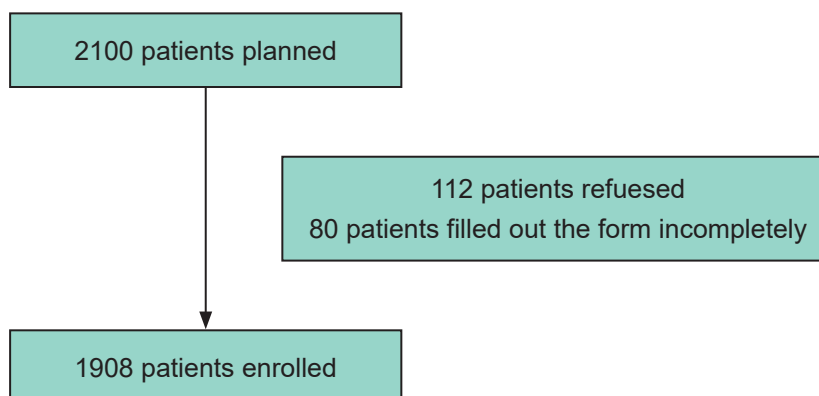 2100 patients planned
112 patients refuesed
80 patients filled out the form incompletely
1908 patients enrolled